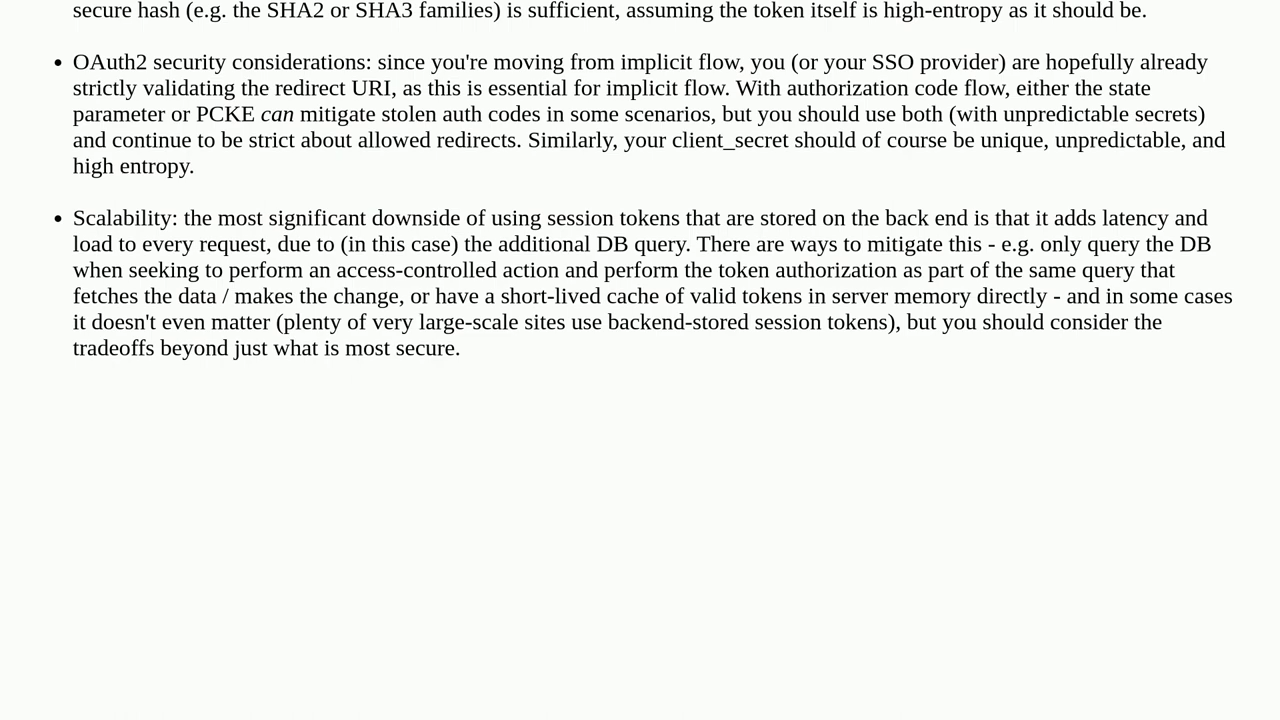 secure hash (e.g. the SHA2 or SHA3 families) is sufficient, assuming the token itself is high-entropy as it should be.
• OAuth2 security considerations: since you're moving from implicit flow, you (or your SSO provider) are hopefully already
strictly validating the redirect URI, as this is essential for implicit flow. With authorization code flow, either the state
parameter or PCKE can mitigate stolen auth codes in some scenarios, but you should use both (with unpredictable secrets)
and continue to be strict about allowed redirects. Similarly, your client_secret should of course be unique, unpredictable, and
high entropy.
• Scalability: the most significant downside of using session tokens that are stored on the back end is that it adds latency and
load to every request, due to (in this case) the additional DB query. There are ways to mitigate this - e.g. only query the DB
when seeking to perform an access-controlled action and perform the token authorization as part of the same query that
fetches the data / makes the change, or have a short-lived cache of valid tokens in server memory directly - and in some cases
it doesn't even matter (plenty of very large-scale sites use backend-stored session tokens), but you should consider the
tradeoffs beyond just what is most secure.